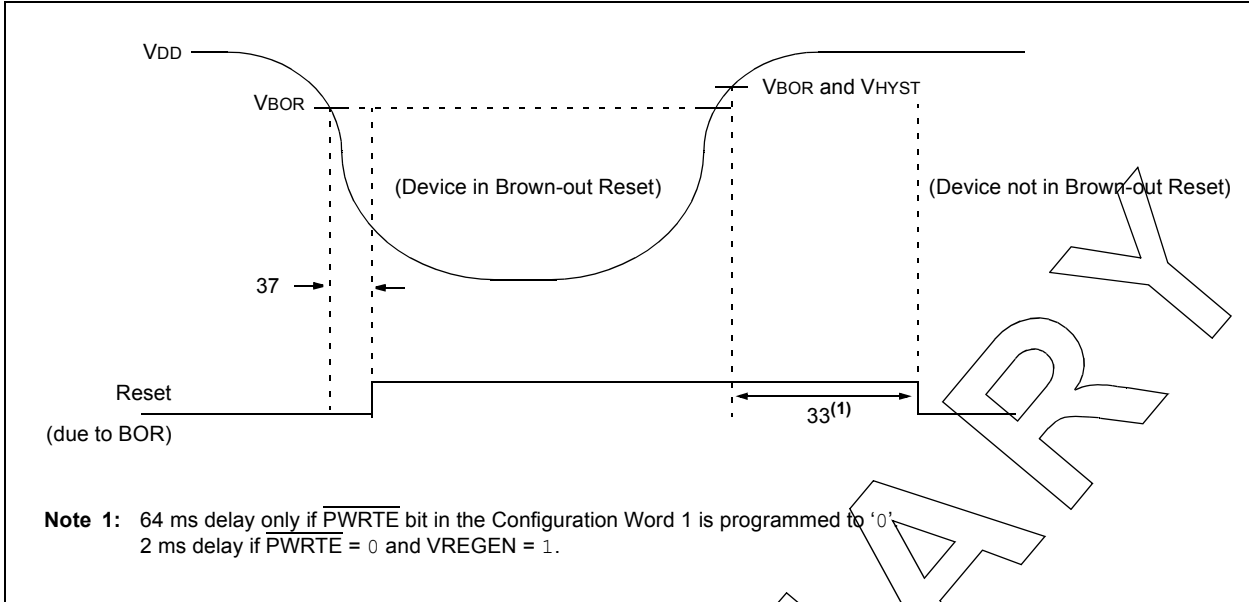 VDD
VBOR and VHYST
VBOR
(Device in Brown-out Reset)
(Device not in Brown-out Reset)
37
Reset
33(1)
(due to BOR)
Note 1: 64 ms delay only if PWRTE bit in the Configuration Word 1 is programmed to ‘0’.
2 ms delay if PWRTE = 0 and VREGEN = 1.
A R Y